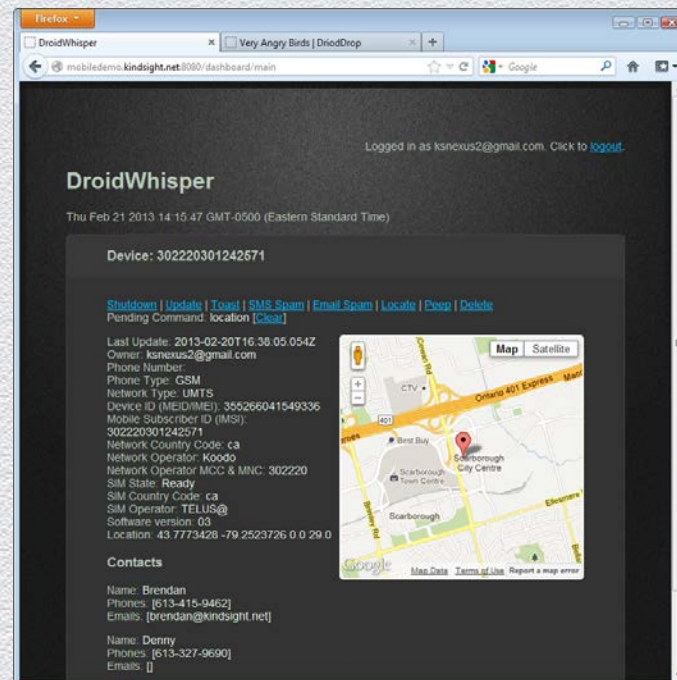 Firefox
DroidWhisper
Very Angry Birds | DriodDrop
mobiledemo.kindsight.net:8080/dashboard/main
Google
Logged in as ksnexus2@gmail.com. Click to logout.
DroidWhisper
Thu Feb 21 2013 14:15:47 GMT-0500 (Eastern Standard Time)
Device: 302220301242571
Shutdown | Update | Toast | SMS Spam | Email Spam | Locate | Peep | Delete
Pending Command: location [Clear]
Last Update: 2013-02-20T16:38:05.054Z
Owner: ksnexus2@gmail.com
Phone Number:
Phone Type: GSM
Network Type: UMTS
Device ID (MEID/IMEI): 355266041549336
Mobile Subscriber ID (IMSI):
302220301242571
Network Country Code: ca
Network Operator: Koodo
Network Operator MCC & MNC: 302220
SIM State: Ready
SIM Country Code: ca
SIM Operator: TELUS@
Software version: 03
Location: 43.7773428 -79.2523726 0.0 29.0
Map Satellite
CTV
Ontario 401 Express
401
Best Buy
Scarborough
City Centre
Scarborough
Town Centre
Brimley Rd
Ellesmere
Scarborough
Google
Map Data Terms of Use Report a map error
Contacts
Name: Brendan
Phones: [613-415-9462]
Emails: [brendan@kindsight.net]
Name: Denny
Phones: [613-327-9690]
Emails: []